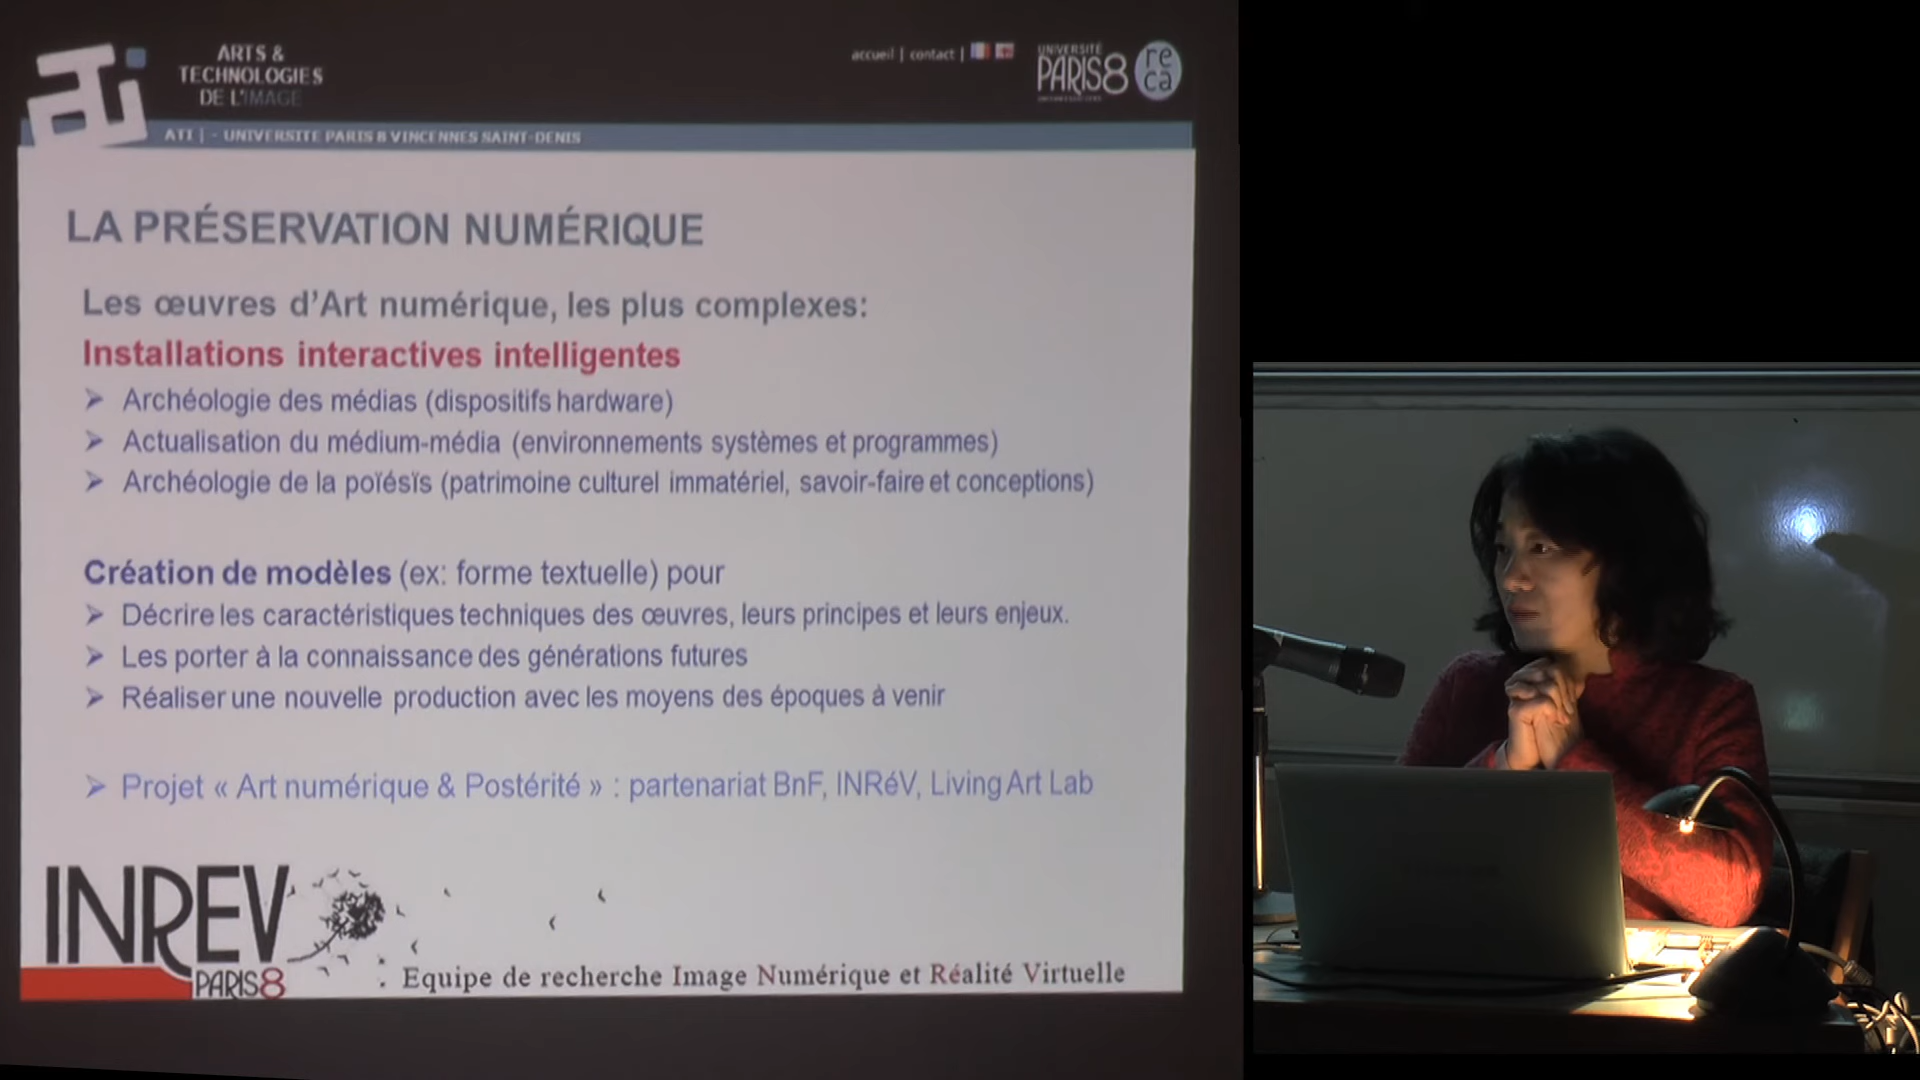 ARTS &
TECHNOLOGIES
DE L'IMAGE
accueil | contact |
UNIVERSITÉ
PARIS8
re
ca
ATI | - UNIVERSITE PARIS 8 VINCENNES SAINT-DENIS
LA PRÉSERVATION NUMÉRIQUE
Les œuvres d'Art numérique, les plus complexes:
Installations interactives intelligentes
➢ Archéologie des médias (dispositifs hardware)
➢ Actualisation du médium-média (environnements systèmes et programmes)
➢ Archéologie de la poïésïs (patrimoine culturel immatériel, savoir-faire et conceptions)
Création de modèles (ex: forme textuelle) pour
➢ Décrire les caractéristiques techniques des œuvres, leurs principes et leurs enjeux.
➢ Les porter à la connaissance des générations futures
➢ Réaliser une nouvelle production avec les moyens des époques à venir
➢ Projet « Art numérique & Postérité » : partenariat BnF, INRéV, Living Art Lab
INREV
PARIS8
Equipe de recherche Image Numérique et Réalité Virtuelle